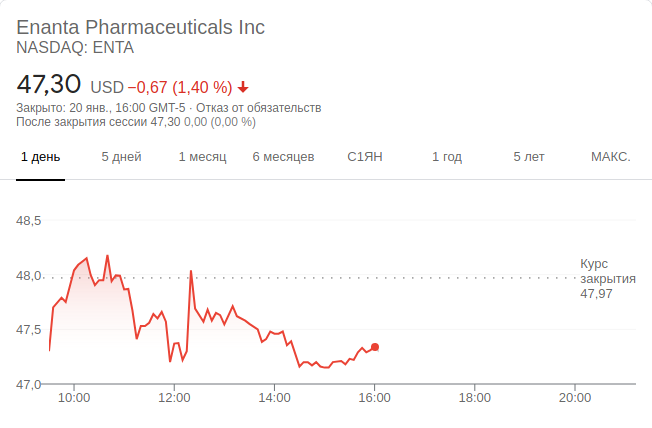 Enanta Pharmaceuticals Inc
NASDAQ: ENTA
47,30 USD −0,67 (1,40 %)
Закрыто: 20 янв., 16:00 GMT-5 · Отказ от обязательств
После закрытия сессии 47,30 0,00 (0,00 %)
1 день 5 дней 1 месяц 6 месяцев С1ЯН 1 год 5 лет МАКС.
48,5
48,0
47,5
47,0
Курс
закрытия
47,97
10:00 12:00 14:00 16:00 18:00 20:00